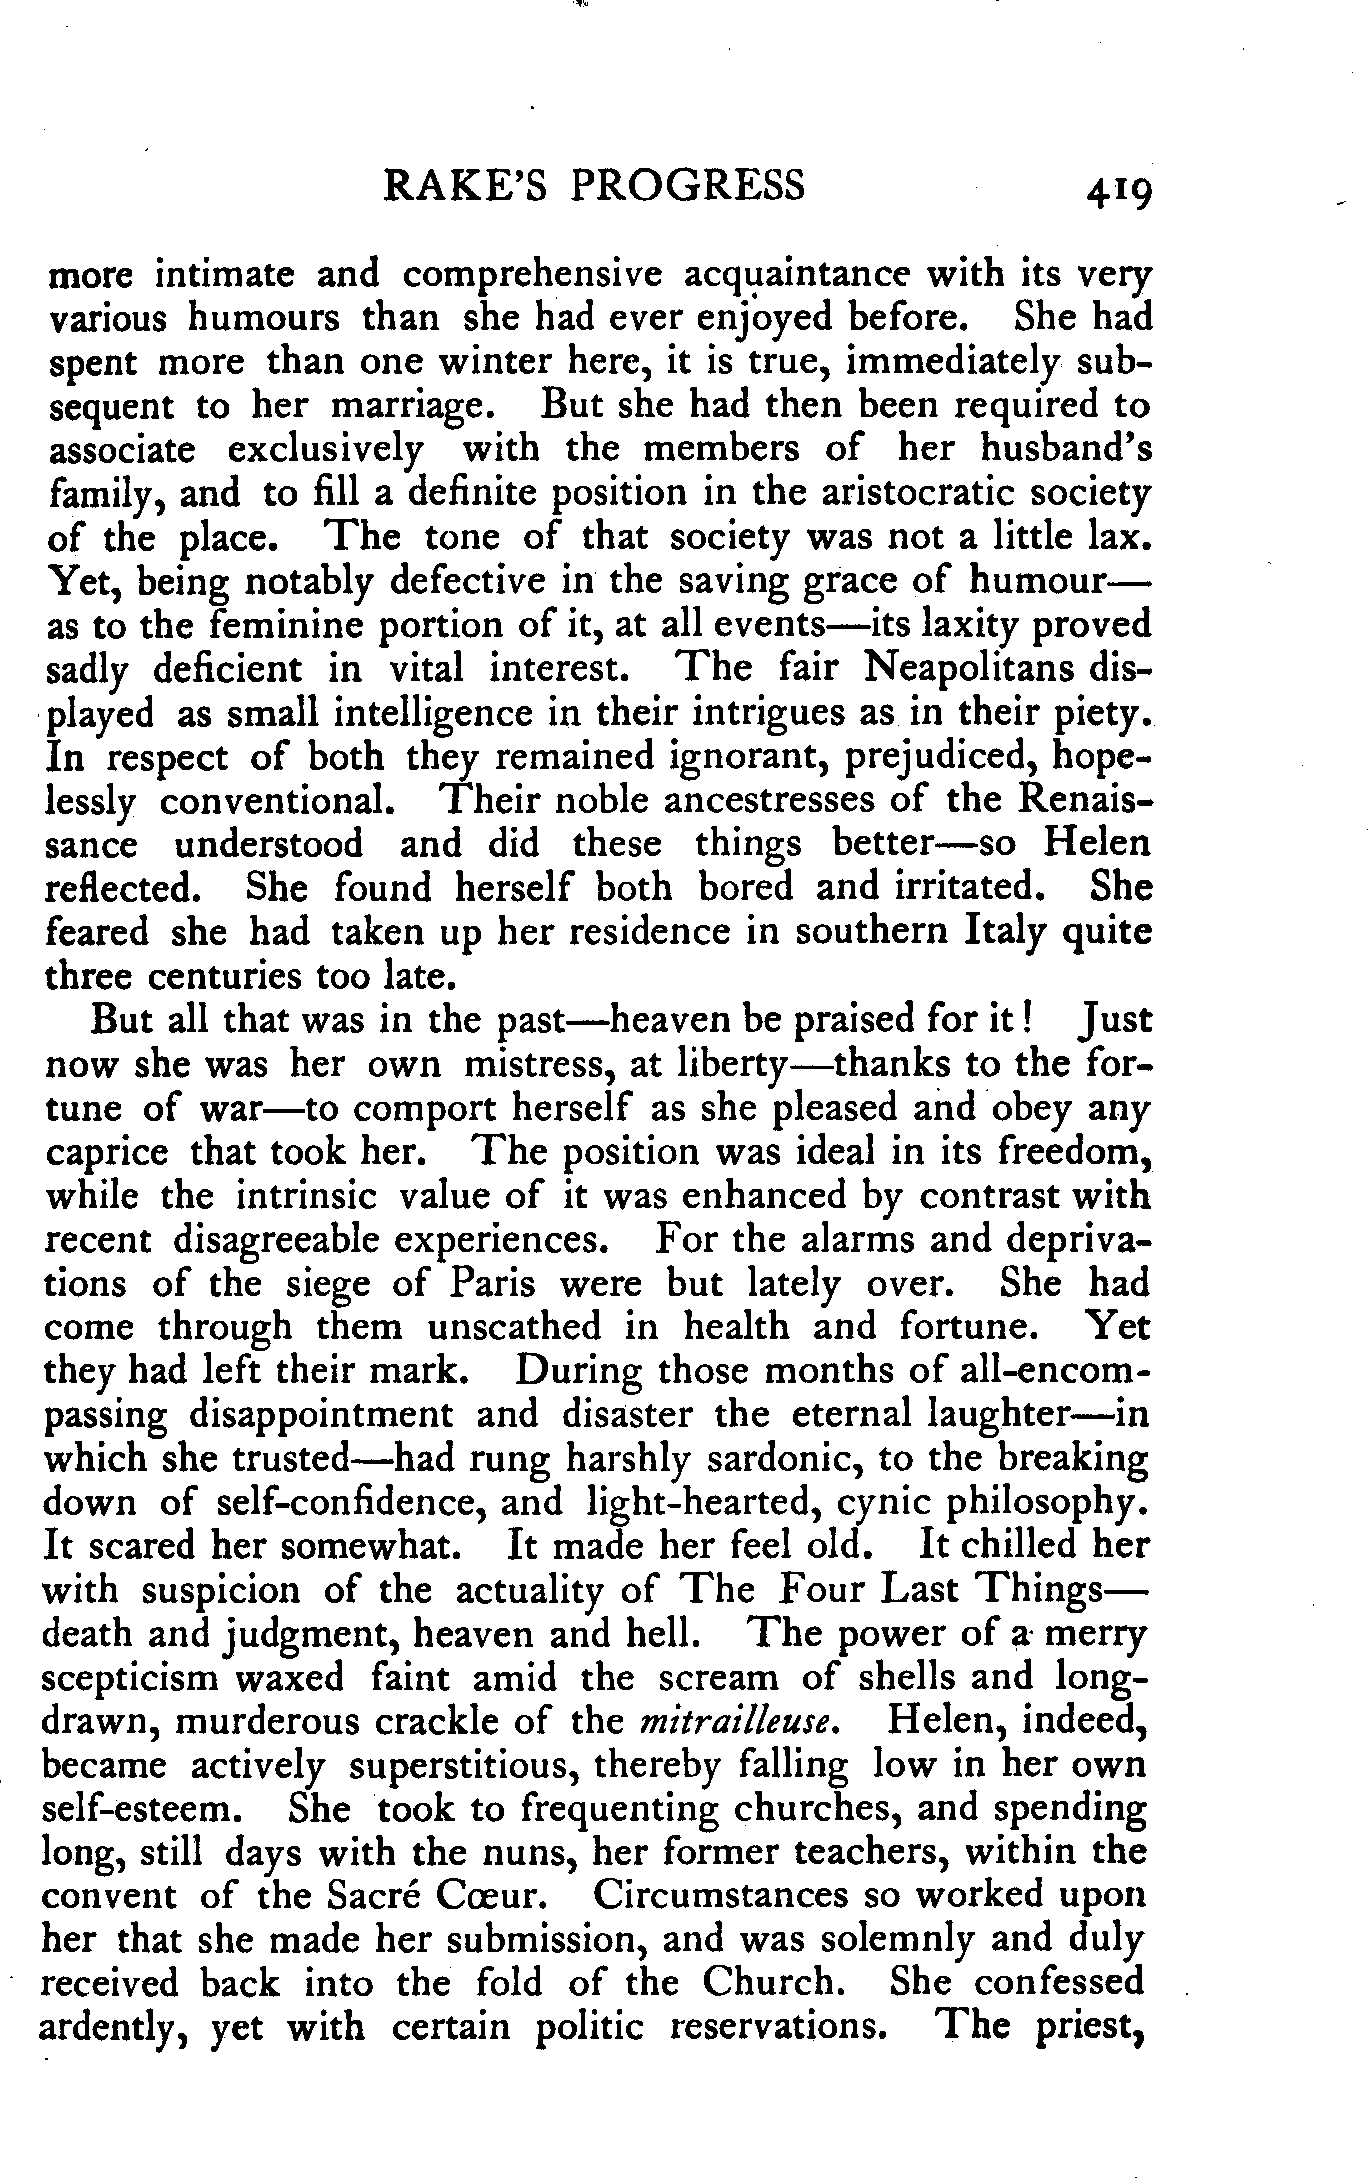 RAKE'S PROGRESS 419
more intimate and comprehensive acquaintance with its very
various humours than she had ever enjoyed before. She had
spent more than one winter here, it is true, immediately sub-
sequent to her marriage. But she had then been required to
associate exclusively with the members of her husband's
family, and to fill a definite position in the aristocratic society
of the place. The tone of that society was not a little lax.
Yet, being notably defective in the saving grace of humour—
as to the feminine portion of it, at all events—its laxity proved
sadly deficient in vital interest. The fair Neapolitans dis-
played as small intelligence in their intrigues as in their piety.
In respect of both they remained ignorant, prejudiced, hope-
lessly conventional. Their noble ancestresses of the Renais-
sance understood and did these things better—so Helen
reflected. She found herself both bored and irritated. She
feared she had taken up her residence in southern Italy quite
three centuries too late.
But all that was in the past—heaven be praised for it! Just
now she was her own mistress, at liberty—thanks to the for-
tune of war—to comport herself as she pleased and obey any
caprice that took her. The position was ideal in its freedom,
while the intrinsic value of it was enhanced by contrast with
recent disagreeable experiences. For the alarms and depriva-
tions of the siege of Paris were but lately over. She had
come through them unscathed in health and fortune. Yet
they had left their mark. During those months of all-encom-
passing disappointment and disaster the eternal laughter—in
which she trusted—had rung harshly sardonic, to the breaking
down of self-confidence, and light-hearted, cynic philosophy.
It scared her somewhat. It made her feel old. It chilled her
with suspicion of the actuality of The Four Last Things—
death and judgment, heaven and hell. The power of a merry
scepticism waxed faint amid the scream of shells and long-
drawn, murderous crackle of the mitrailleuse. Helen, indeed,
became actively superstitious, thereby falling low in her own
self-esteem. She took to frequenting churches, and spending
long, still days with the nuns, her former teachers, within the
convent of the Sacré Cœur. Circumstances so worked upon
her that she made her submission, and was solemnly and duly
received back into the fold of the Church. She confessed
ardently, yet with certain politic reservations. The priest,